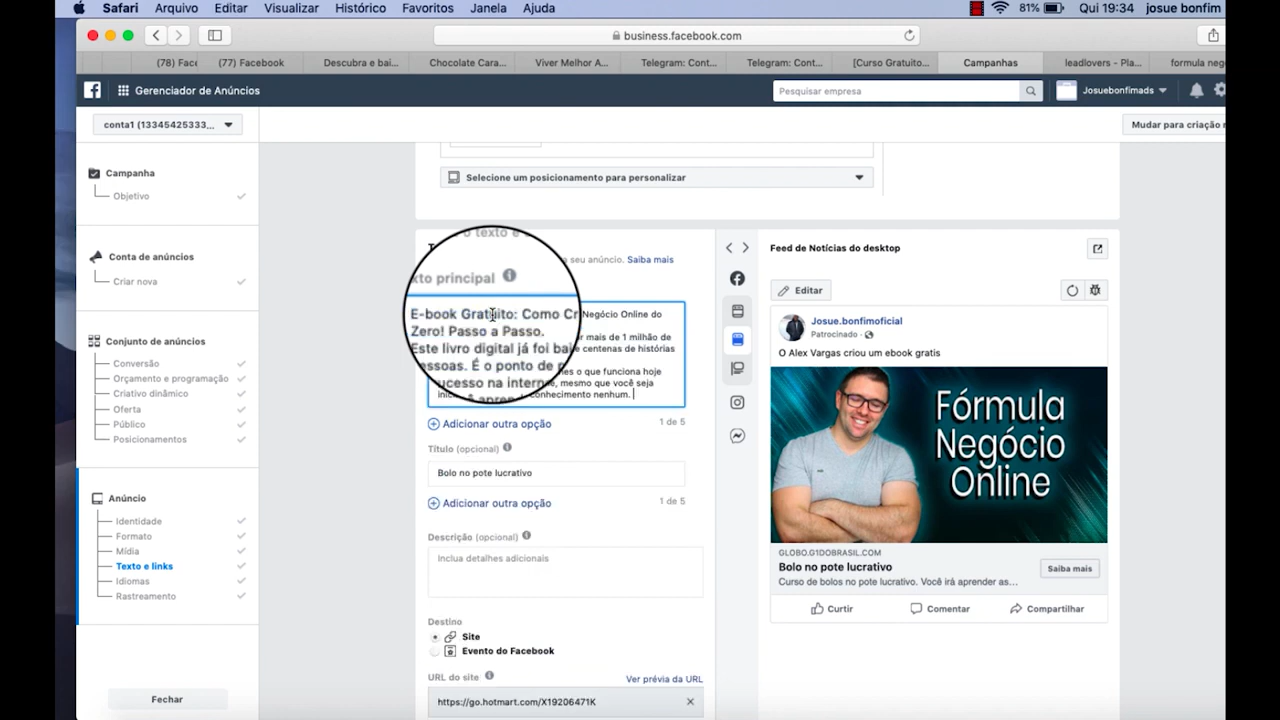 Safari Arquivo Editar Visualizar Histórico Favoritos Janela Ajuda 81% Qui 19:34 josue bonfim
business.facebook.com
(78) Face (77) Facebook Descubra e bai... Chocolate Cara... Viver Melhor A... Telegram: Cont... Telegram: Cont... [Curso Gratuito... Campanhas leadlovers - Pla... formula nego
Gerenciador de Anúncios Pesquisar empresa Josuebonfimads
conta1 (13345425333... Mudar para criação
Campanha
Objetivo
Conta de anúncios
Criar nova
Conjunto de anúncios
Conversão
Orçamento e programação
Criativo dinâmico
Oferta
Público
Posicionamentos
Anúncio
Identidade
Formato
Mídia
Texto e links
Idiomas
Rastreamento
Fechar
Selecione um posicionamento para personalizar
o texto e
seu anúncio. Saiba mais
xto principal
E-book Gratuito: Como Cr Negócio Online do
Zero! Passo a Passo.
Este livro digital já foi bai mais de 1 milhão de
essoas. É o ponto de p centenas de histórias
sucesso na intern es o que funciona hoje
, mesmo que você seja
conhecimento nenhum.
Adicionar outra opção 1 de 5
Título (opcional)
Bolo no pote lucrativo
Adicionar outra opção 1 de 5
Descrição (opcional)
Inclua detalhes adicionais
Destino
Site
Evento do Facebook
URL do site Ver prévia da URL
https://go.hotmart.com/X19206471K
Feed de Notícias do desktop
Editar
Josue.bonfimoficial
Patrocinado
O Alex Vargas criou um ebook gratis
Fórmula
Negócio
Online
GLOBO.G1DOBRASIL.COM
Bolo no pote lucrativo
Saiba mais
Curso de bolos no pote lucrativo. Você irá aprender as...
Curtir Comentar Compartilhar